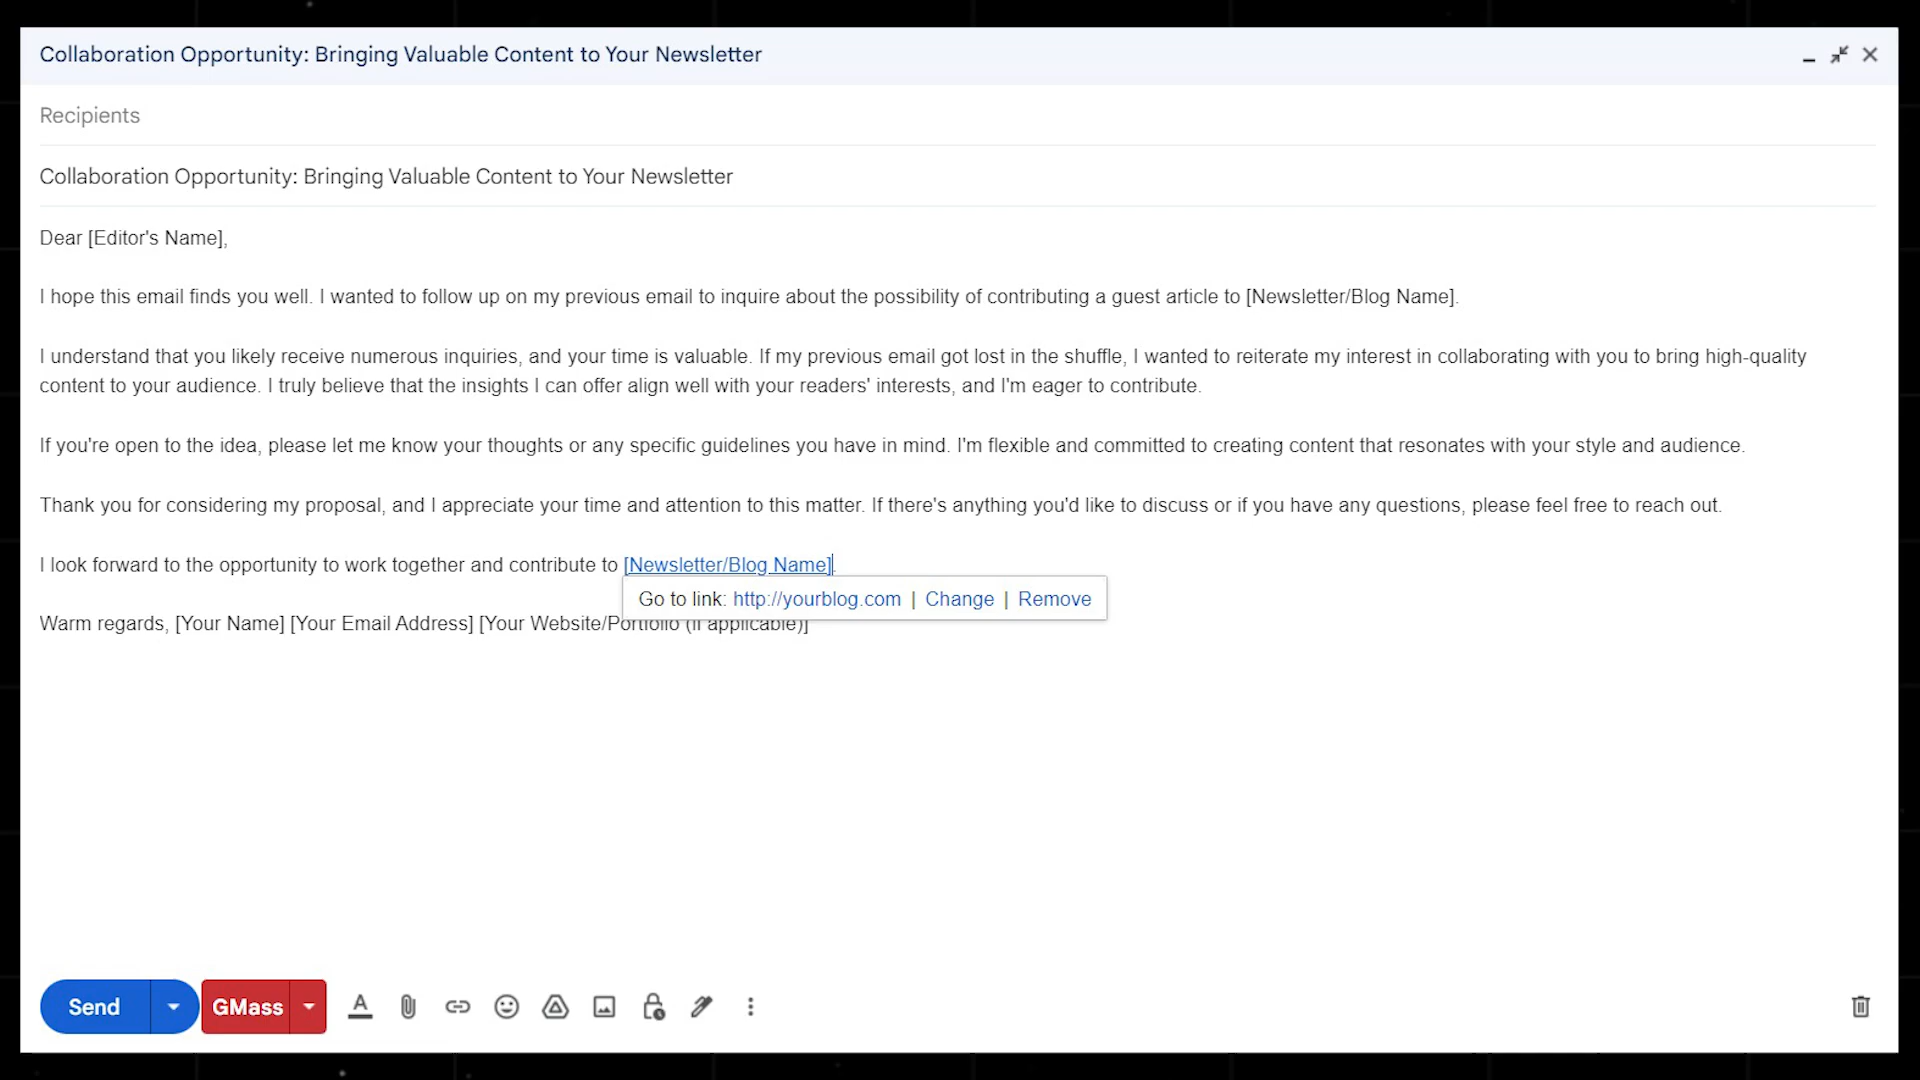 Collaboration Opportunity: Bringing Valuable Content to Your Newsletter
Recipients
Collaboration Opportunity: Bringing Valuable Content to Your Newsletter
Dear [Editor's Name],
I hope this email finds you well. I wanted to follow up on my previous email to inquire about the possibility of contributing a guest article to [Newsletter/Blog Name].
I understand that you likely receive numerous inquiries, and your time is valuable. If my previous email got lost in the shuffle, I wanted to reiterate my interest in collaborating with you to bring high-quality
content to your audience. I truly believe that the insights I can offer align well with your readers' interests, and I'm eager to contribute.
If you're open to the idea, please let me know your thoughts or any specific guidelines you have in mind. I'm flexible and committed to creating content that resonates with your style and audience.
Thank you for considering my proposal, and I appreciate your time and attention to this matter. If there's anything you'd like to discuss or if you have any questions, please feel free to reach out.
I look forward to the opportunity to work together and contribute to [Newsletter/Blog Name]
Go to link: http://yourblog.com | Change | Remove
Warm regards, [Your Name] [Your Email Address] [Your Website/Portfolio (if applicable)]
Send GMass